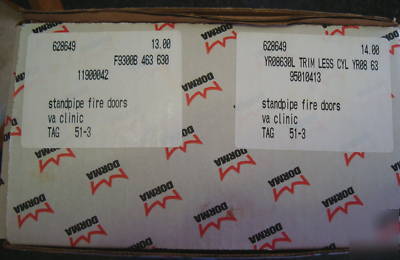 628649 13.00
F9300B 463 630
11900042
standpipe fire doors
va clinic
TAG 51-3
628649 14.00
YR08630L TRIM LESS CYL YR08 63
95010413
standpipe fire doors
va clinic
TAG 51-3
DORMA
DORMA
DORMA
DORMA
DORMA
DORMA
DORMA
DORMA
DORMA